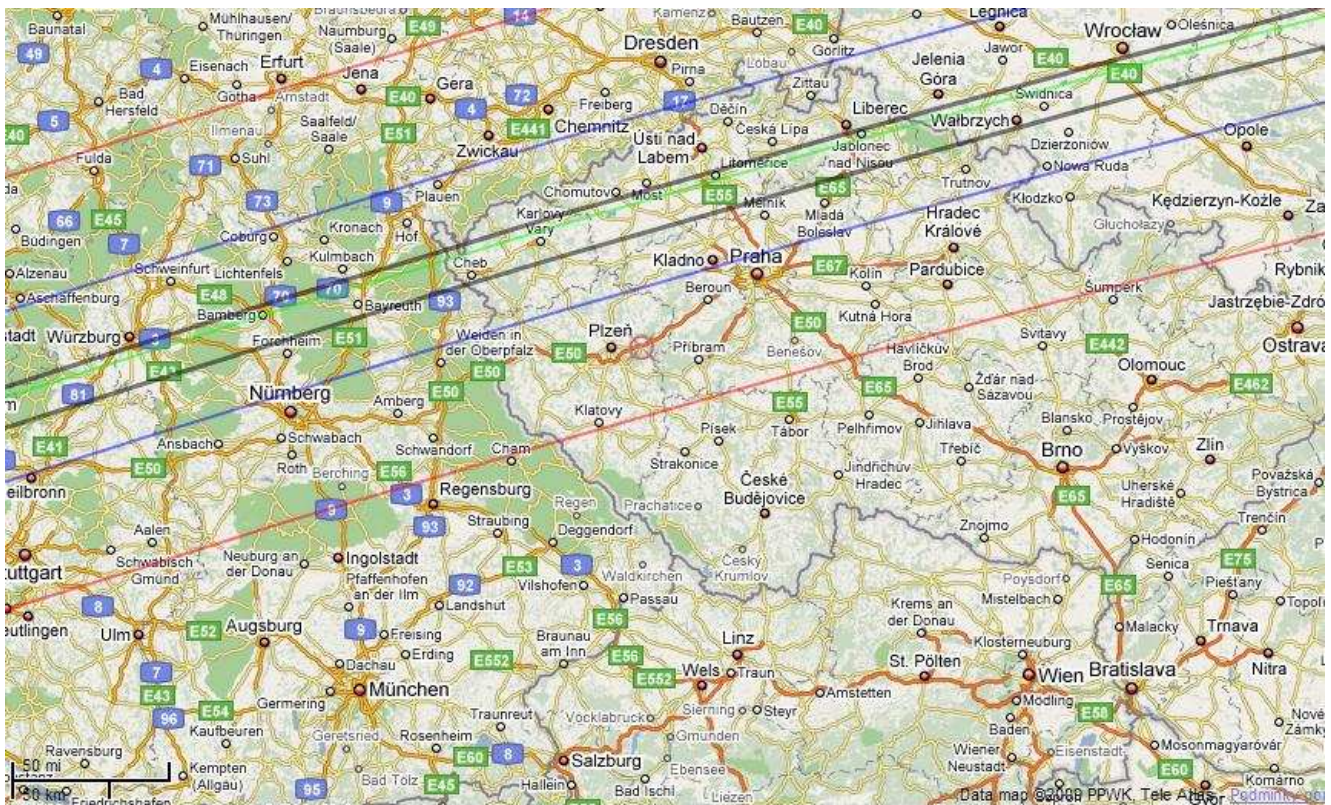 Baunatal
Mühlhausen/
Thüringen
Naumburg
(Saale)
E49
14
Kamenz
Bautzen
E40
Görlitz
Legnica
Jawor
Wrocław
Oleśnica
49
4
Eisenach
Erfurt
Gotha
Arnstadt
Jena
Gera
E40
4
72
Dresden
Pirna
Löbau
Zittau
Jelenia
Góra
E40
E40
Świdnica
Bad
Hersfeld
5
E40
Ilmenau
Saalfeld/
Saale
E51
E441
Chemnitz
Freiberg
17
Děčín
Liberec
Wałbrzych
Zwickau
Ústí nad
Labem
Česká Lípa
Jablonec
nad Nisou
Dzierżoniów
Opole
Fulda
71
Suhl
Plauen
Litoměřice
Trutnov
Nowa Ruda
Chomutov
Most
E55
E65
Kłodzko
Kędzierzyn-Koźle
66
E45
73
9
Kronach
Hof
Karlovy
Vary
Mělník
Mladá
Boleslav
Hradec
Králové
Głuchołazy
Büdingen
7
Coburg
Alzenau
Schweinfurt
Lichtenfels
Kulmbach
Cheb
Kladno
Praha
E67
Kolín
Pardubice
Rybnik
Aschaffenburg
E48
70
70
Bayreuth
93
Beroun
Kutná Hora
Šumperk
Jastrzębie-Zdrój
Bamberg
Würzburg
3
Forchheim
E51
Weiden in
der Oberpfalz
Plzeň
E50
Příbram
E50
Benešov
Havlíčkův
Brod
Svitavy
E442
Ostrava
E43
E50
Olomouc
81
Nürnberg
Amberg
Klatovy
E55
E65
Žďár nad
Sázavou
E462
Blansko
Prostějov
E41
Ansbach
Schwabach
Schwandorf
Cham
Písek
Tábor
Pelhřimov
Jihlava
Třebíč
Brno
Vyškov
Zlín
Roth
Berching
E56
Strakonice
E50
3
Regensburg
Regen
Prachatice
České
Budějovice
Jindřichův
Hradec
E65
Uherské
Hradiště
Považská
Bystrica
9
93
Straubing
Znojmo
Trenčín
Aalen
Deggendorf
Hodonín
Schwäbisch
Gmünd
Neuburg an
der Donau
Ingolstadt
E53
3
Waldkirchen
Český
Krumlov
Senica
E75
Poysdorf
Pfaffenhofen
an der Ilm
92
Vilshofen
Mistelbach
E65
Piešťany
8
Landshut
Passau
Krems an
der Donau
Malacky
Ulm
E52
Augsburg
9
Freising
E56
Linz
Klosterneuburg
Trnava
Erding
Braunau
am Inn
E56
Dachau
E552
Wels
Traun
St. Pölten
Wien
Bratislava
Nitra
7
E552
Amstetten
E43
München
Mödling
E54
Germering
Sierning
Steyr
E58
96
Traunreut
Vöcklabruck
Baden
Kaufbeuren
Geretsried
Rosenheim
Gmunden
Wiener
Neustadt
Eisenstadt
Mosonmagyaróvár
Ravensburg
E60
8
Salzburg
Ebensee
E60
50 mi
Kempten
(Allgäu)
Bad Tölz
Hallein
Bad Ischl
Komárno
95
E45
Liezen
50 km
Friedrichshafen
Data map ©2009 PPWK, Tele Atlas